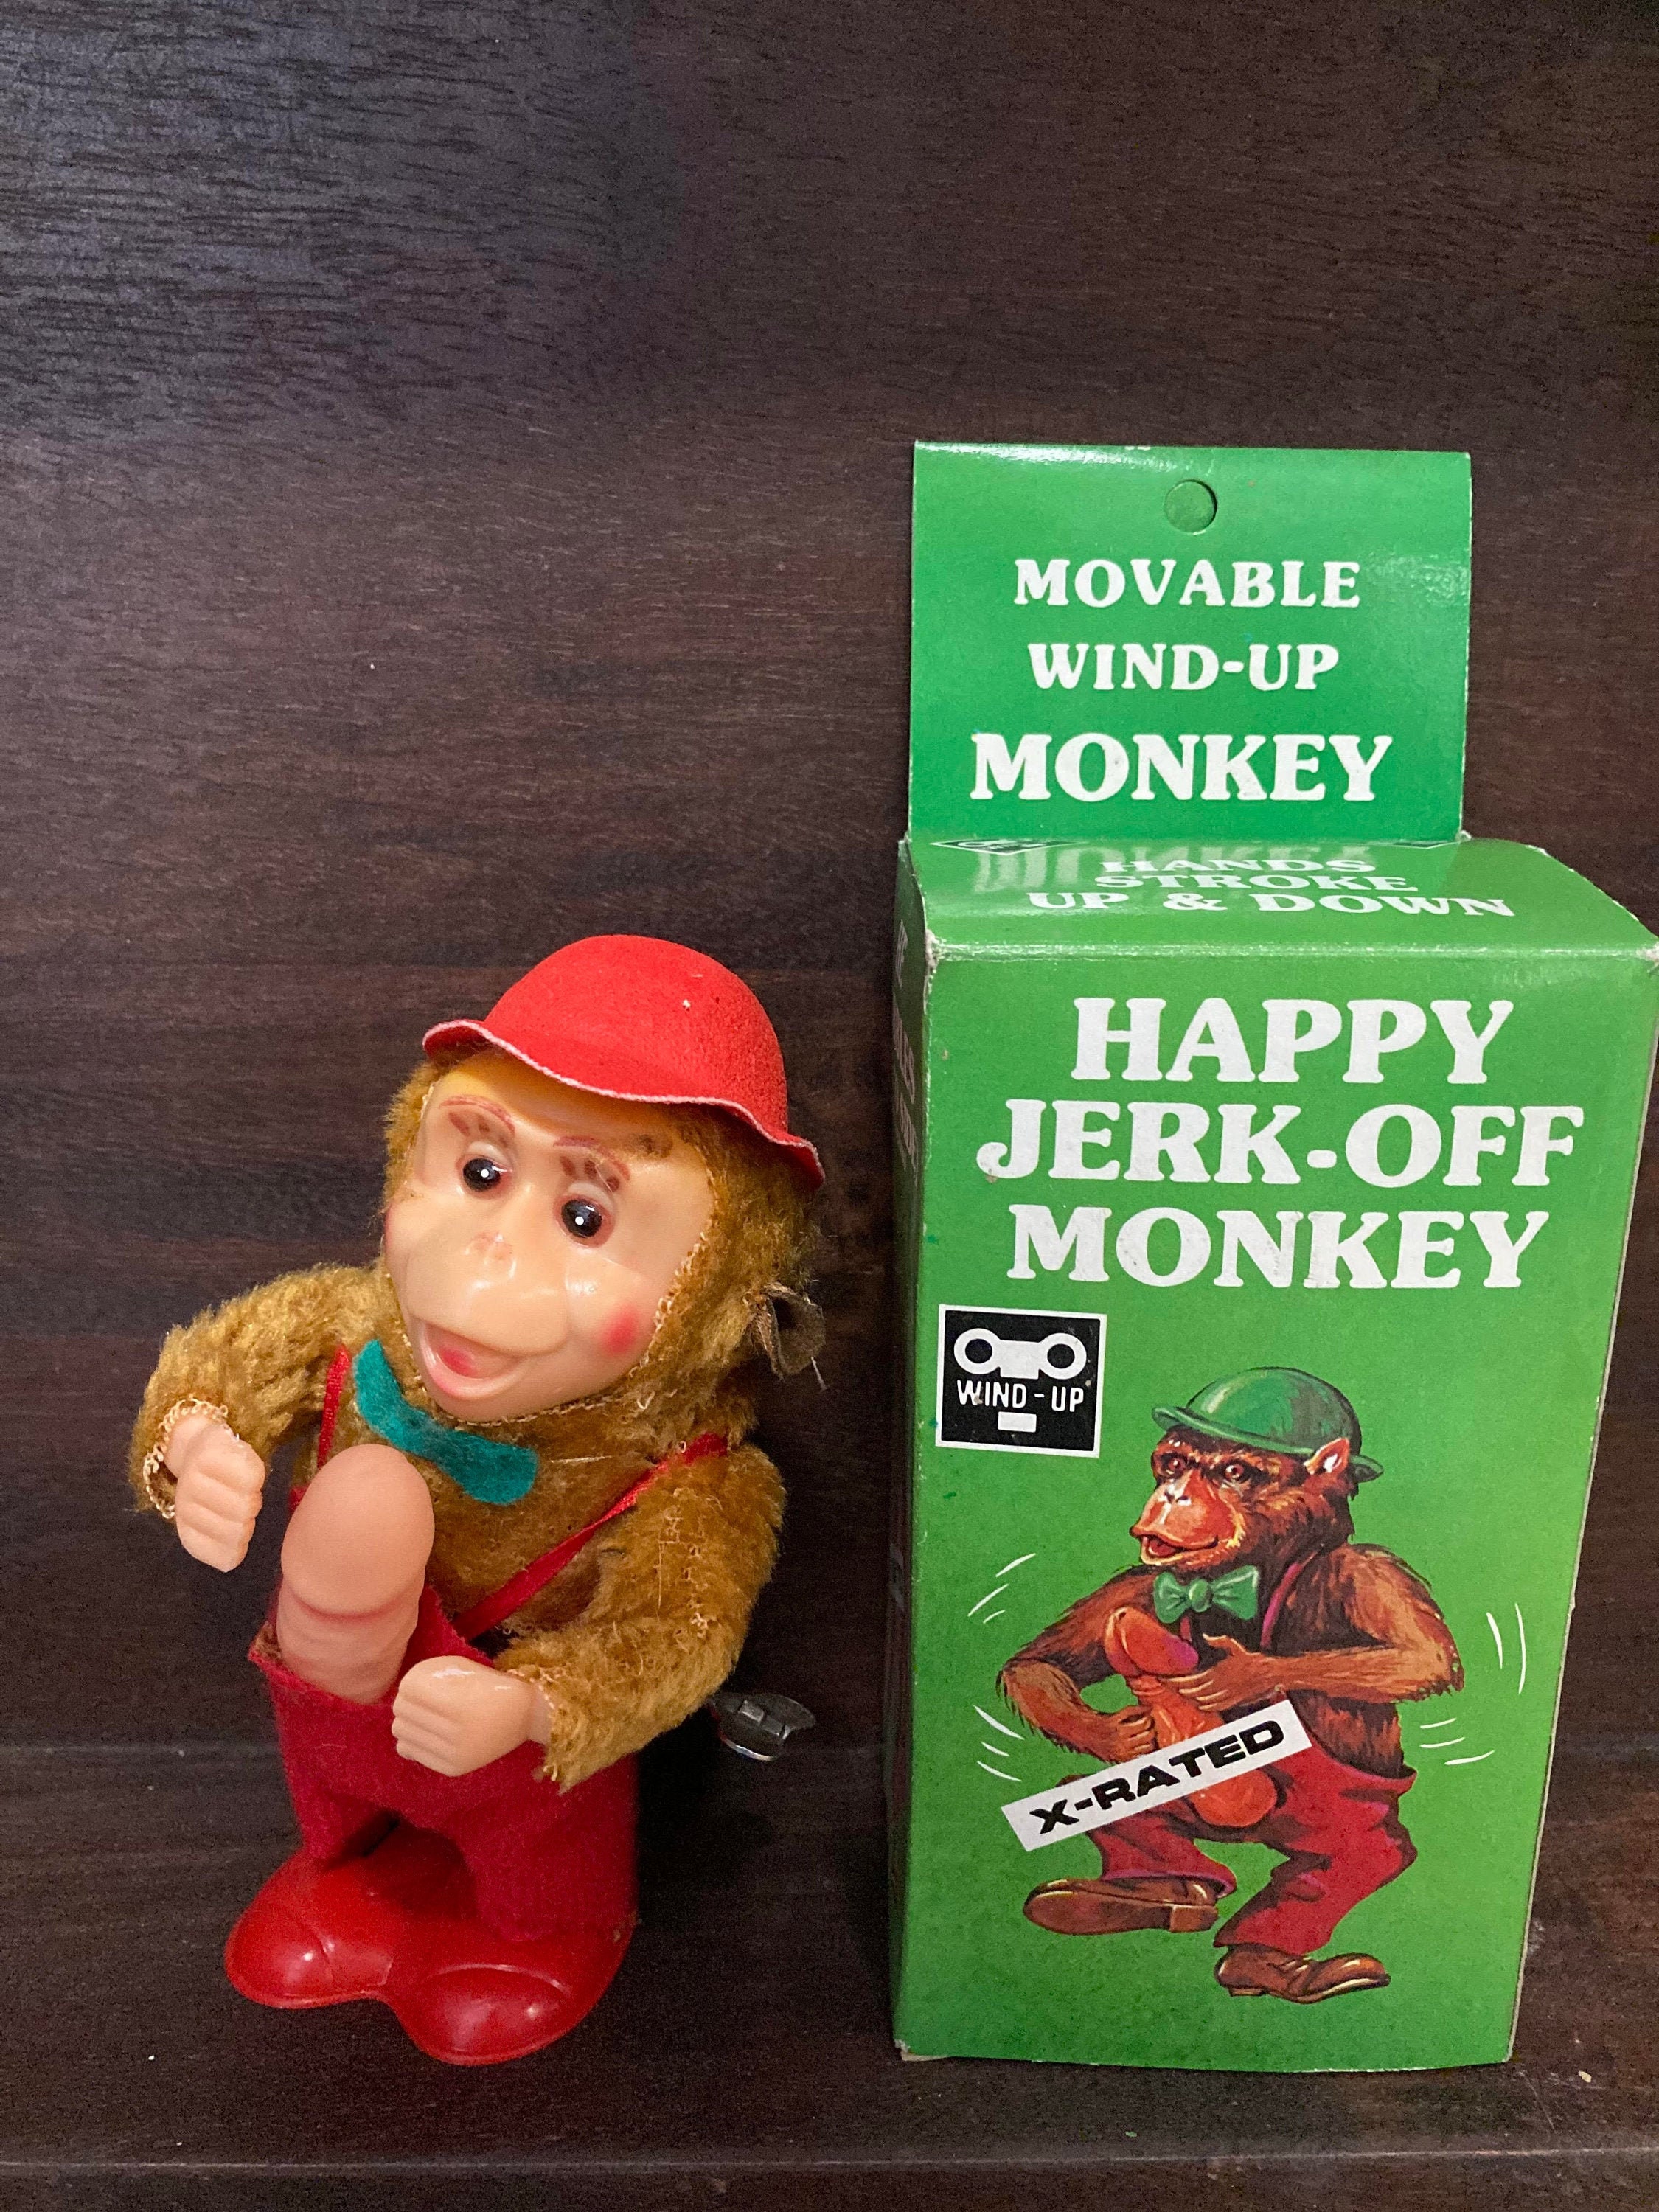 MOVABLE
WIND-UP
MONKEY
HANDS
STROKE
UP & DOWN
HAPPY
JERK-OFF
MONKEY
WIND-UP
X-RATED